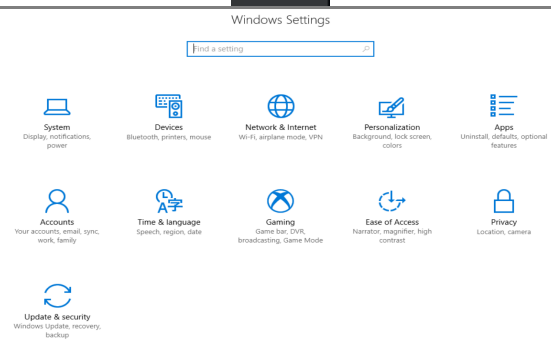 Windows Settings
Find a setting
System
Display, notifications,
power
Devices
Bluetooth, printers, mouse
Network & Internet
Wi-Fi, airplane mode, VPN
Personalization
Background, lock screen,
colors
Apps
Uninstall, defaults, optional
features
Accounts
Your accounts, email, sync,
work, family
Time & language
Speech, region, date
Gaming
Game bar, DVR,
broadcasting, Game Mode
Ease of Access
Narrator, magnifier, high
contrast
Privacy
Location, camera
Update & security
Windows Update, recovery,
backup